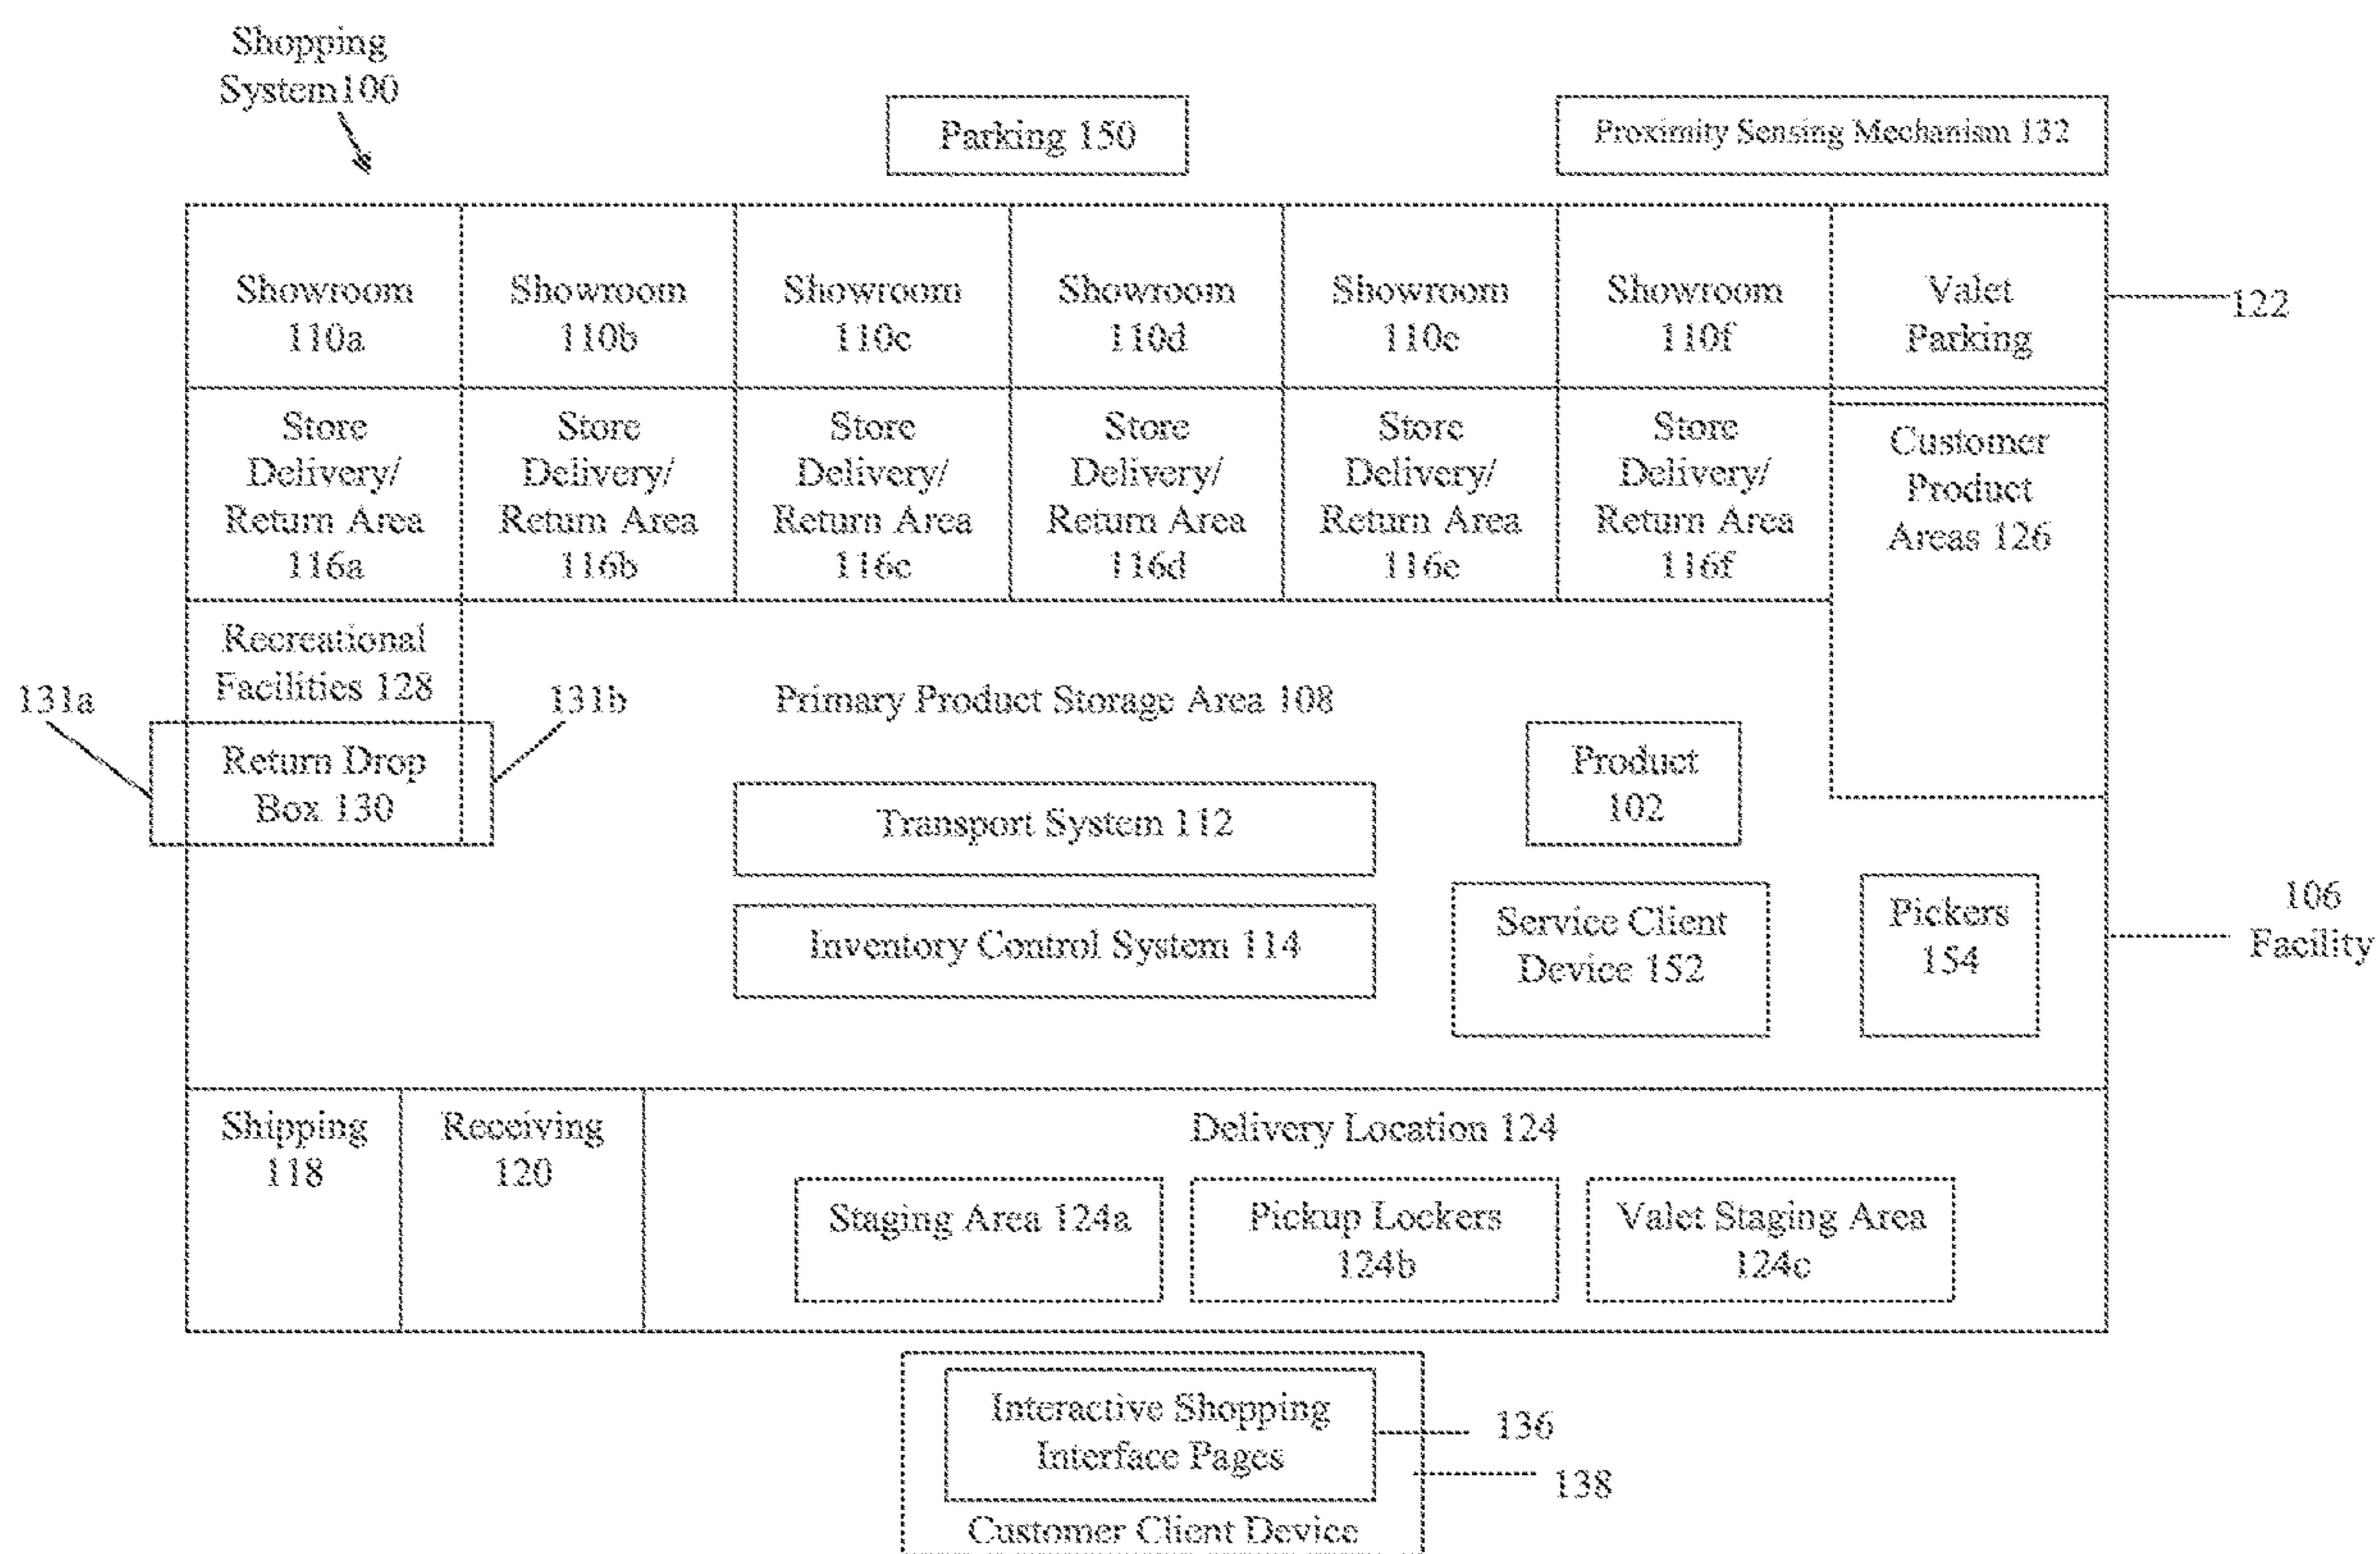 Shopping
System100
Parking 150
Proximity Sensing Mechanism 132
Showroom
110a
Showroom
110b
Showroom
110c
Showroom
110d
Showroom
110e
Showroom
110f
Valet
Parking
122
Store
Delivery/
Return Area
116a
Store
Delivery/
Return Area
116b
Store
Delivery/
Return Area
116c
Store
Delivery/
Return Area
116d
Store
Delivery/
Return Area
116e
Store
Delivery/
Return Area
116f
Customer
Product
Areas 126
Recreational
Facilities 128
131a
131b
Primary Product Storage Area 108
Return Drop
Box 130
Product
102
Transport System 112
Inventory Control System 114
Service Client
Device 152
Pickers
154
106
Facility
Shipping
118
Receiving
120
Delivery Location 124
Staging Area 124a
Pickup Lockers
124b
Valet Staging Area
124c
Interactive Shopping
Interface Pages
136
138
Customer Client Device